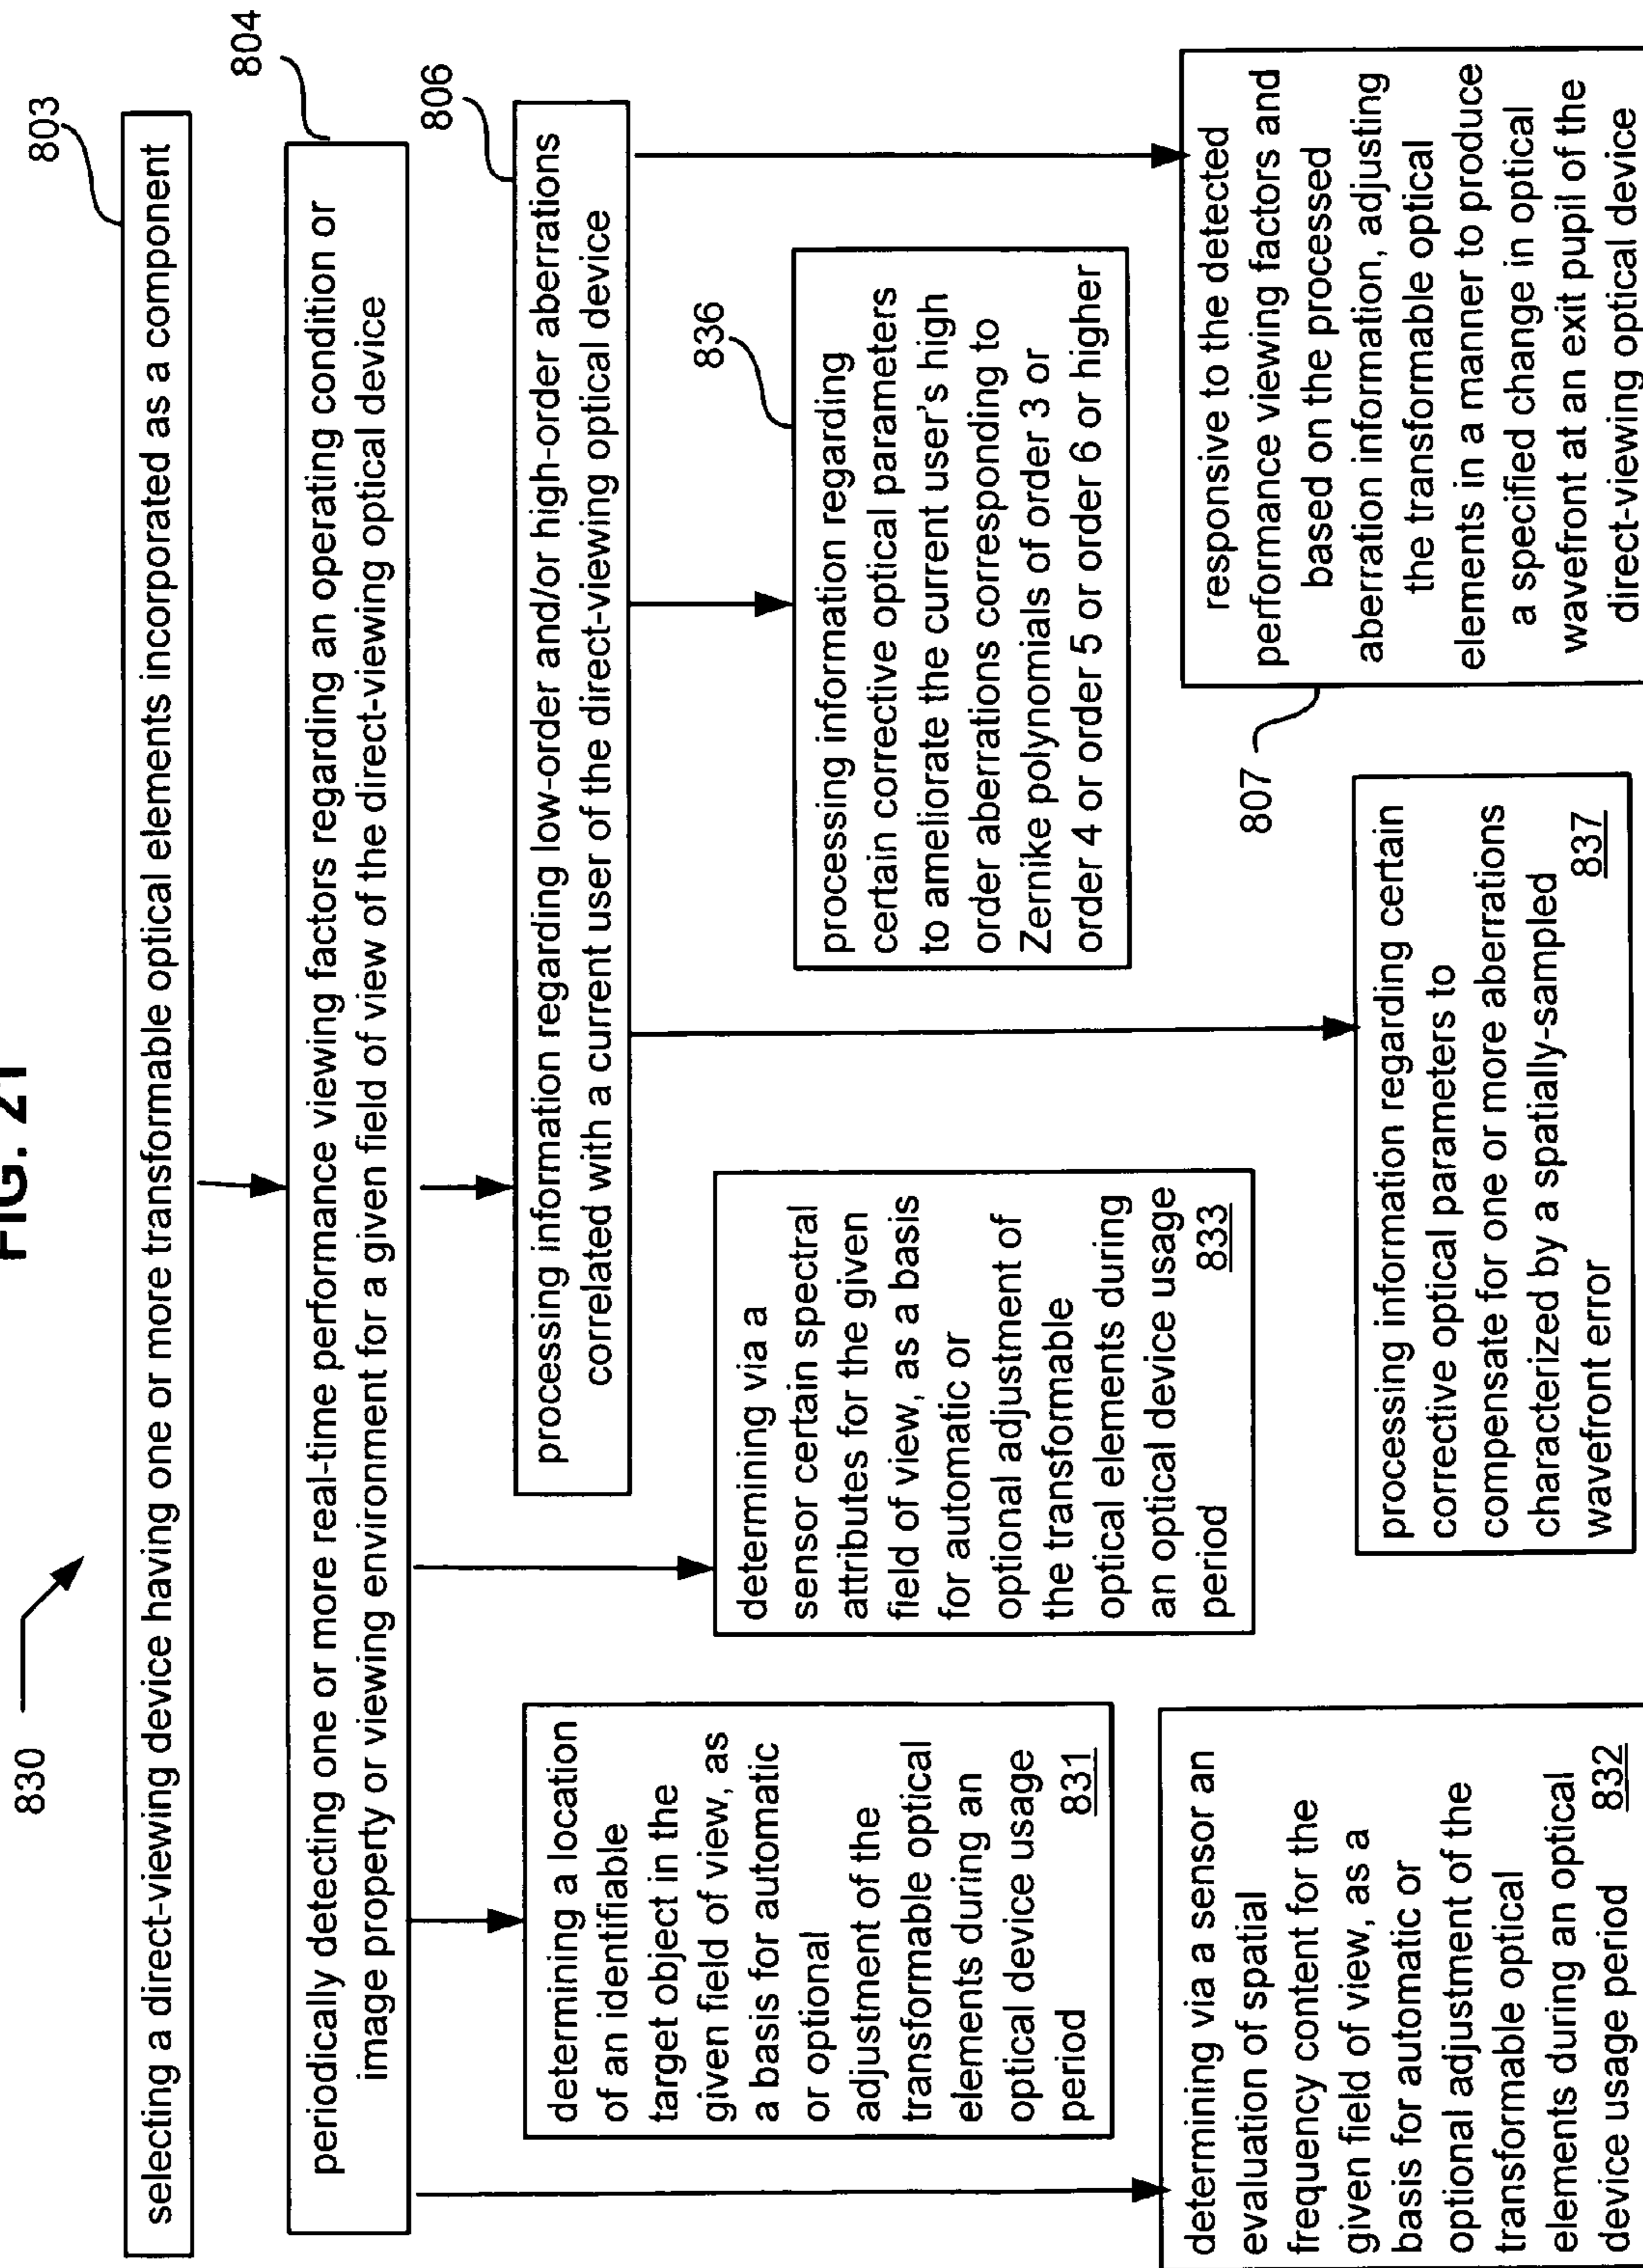 FIG. 21
830
803
selecting a direct-viewing device having one or more transformable optical elements incorporated as a component
804
periodically detecting one or more real-time performance viewing factors regarding an operating condition or
image property or viewing environment for a given field of view of the direct-viewing optical device
806
processing information regarding low-order and/or high-order aberrations
correlated with a current user of the direct-viewing optical device
determining a location
of an identifiable
target object in the
given field of view, as
a basis for automatic
or optional
adjustment of the
transformable optical
elements during an
optical device usage
period 831
determining via a
sensor certain spectral
attributes for the given
field of view, as a basis
for automatic or
optional adjustment of
the transformable
optical elements during
an optical device usage
period 833
836
processing information regarding
certain corrective optical parameters
to ameliorate the current user's high
order aberrations corresponding to
Zernike polynomials of order 3 or
order 4 or order 5 or order 6 or higher
determining via a sensor an
evaluation of spatial
frequency content for the
given field of view, as a
basis for automatic or
optional adjustment of the
transformable optical
elements during an optical
device usage period 832
processing information regarding certain
corrective optical parameters to
compensate for one or more aberrations
characterized by a spatially-sampled
wavefront error 837
807
responsive to the detected
performance viewing factors and
based on the processed
aberration information, adjusting
the transformable optical
elements in a manner to produce
a specified change in optical
wavefront at an exit pupil of the
direct-viewing optical device